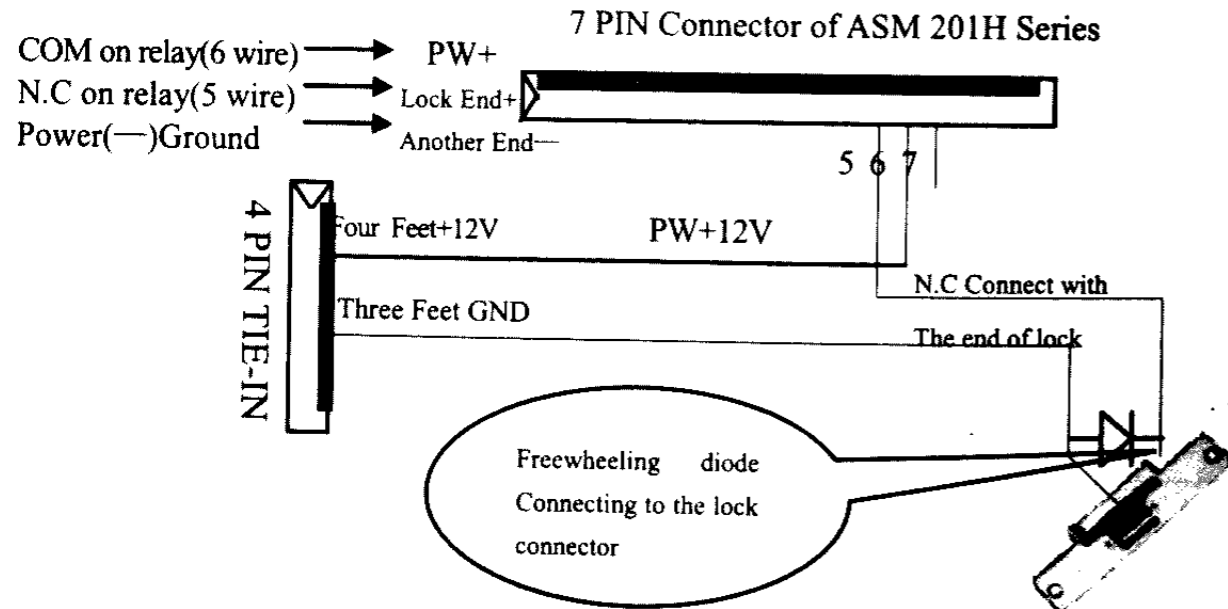 7 PIN Connector of ASM 201H Series
COM on relay(6 wire) PW+
N.C on relay(5 wire) Lock End+
Power(—)Ground Another End—
5 6 7
4 PIN TIE-IN
Four Feet+12V PW+12V
N.C Connect with
Three Feet GND
The end of lock
Freewheeling diode
Connecting to the lock
connector